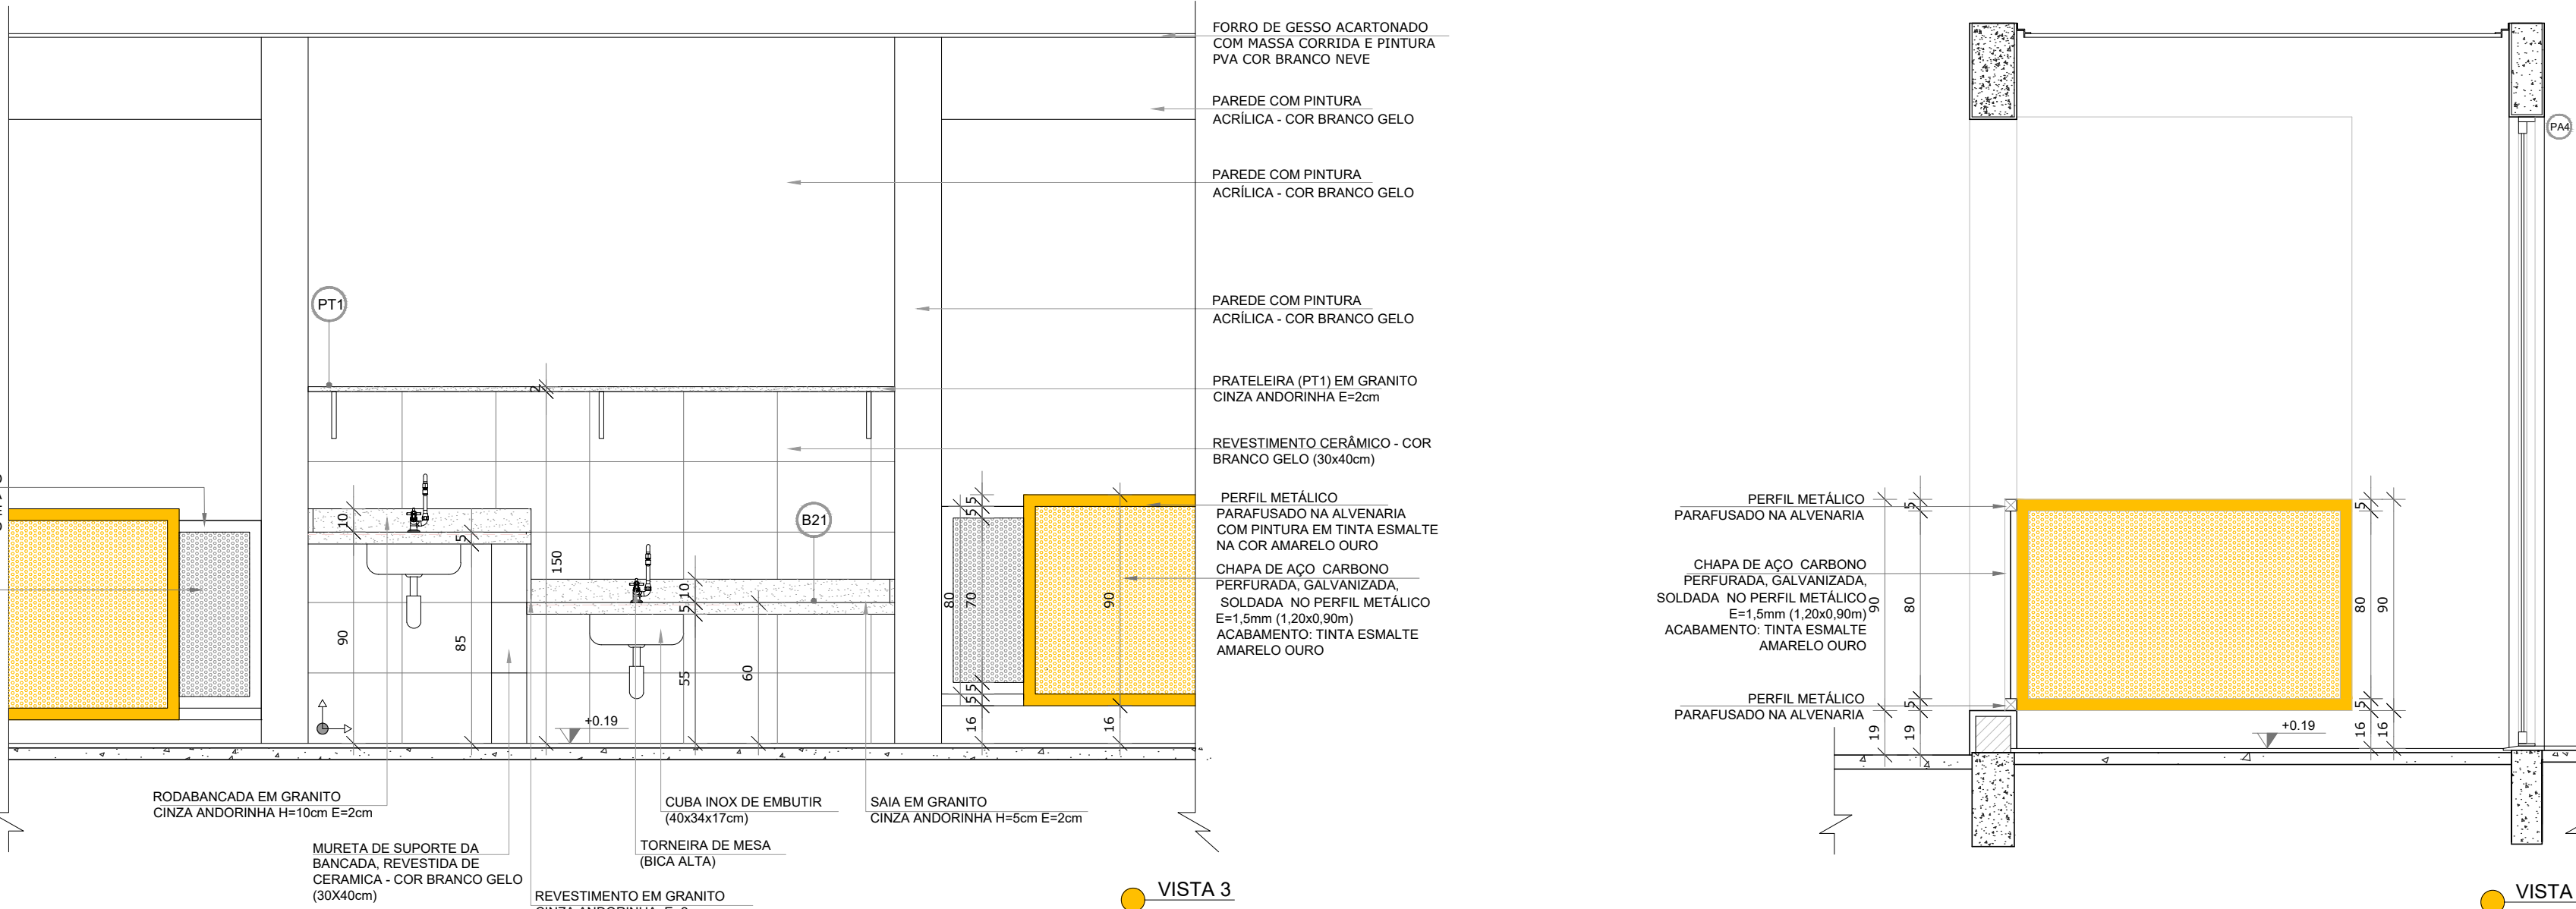 FORRO DE GESSO ACARTONADO
COM MASSA CORRIDA E PINTURA
PVA COR BRANCO NEVE
PAREDE COM PINTURA
ACRÍLICA - COR BRANCO GELO
PAREDE COM PINTURA
ACRÍLICA - COR BRANCO GELO
PAREDE COM PINTURA
ACRÍLICA - COR BRANCO GELO
PRATELEIRA (PT1) EM GRANITO
CINZA ANDORINHA E=2cm
REVESTIMENTO CERÂMICO - COR
BRANCO GELO (30x40cm)
PERFIL METÁLICO
PARAFUSADO NA ALVENARIA
COM PINTURA EM TINTA ESMALTE
NA COR AMARELO OURO
CHAPA DE AÇO CARBONO
PERFURADA, GALVANIZADA,
SOLDADA NO PERFIL METÁLICO
E=1,5mm (1,20x0,90m)
ACABAMENTO: TINTA ESMALTE
AMARELO OURO
PT1
B21
2
10
5
150
90
85
10
5
55
60
+0.19
80
5
5
70
5
5
16
90
16
RODABANCADA EM GRANITO
CINZA ANDORINHA H=10cm E=2cm
MURETA DE SUPORTE DA
BANCADA, REVESTIDA DE
CERAMICA - COR BRANCO GELO
(30X40cm)
REVESTIMENTO EM GRANITO
CUBA INOX DE EMBUTIR
(40x34x17cm)
TORNEIRA DE MESA
(BICA ALTA)
SAIA EM GRANITO
CINZA ANDORINHA H=5cm E=2cm
VISTA 3
PA4
PERFIL METÁLICO
PARAFUSADO NA ALVENARIA
CHAPA DE AÇO CARBONO
PERFURADA, GALVANIZADA,
SOLDADA NO PERFIL METÁLICO
E=1,5mm (1,20x0,90m)
ACABAMENTO: TINTA ESMALTE
AMARELO OURO
PERFIL METÁLICO
PARAFUSADO NA ALVENARIA
90
19
5
80
5
19
5
80
5
16
90
16
+0.19
VISTA